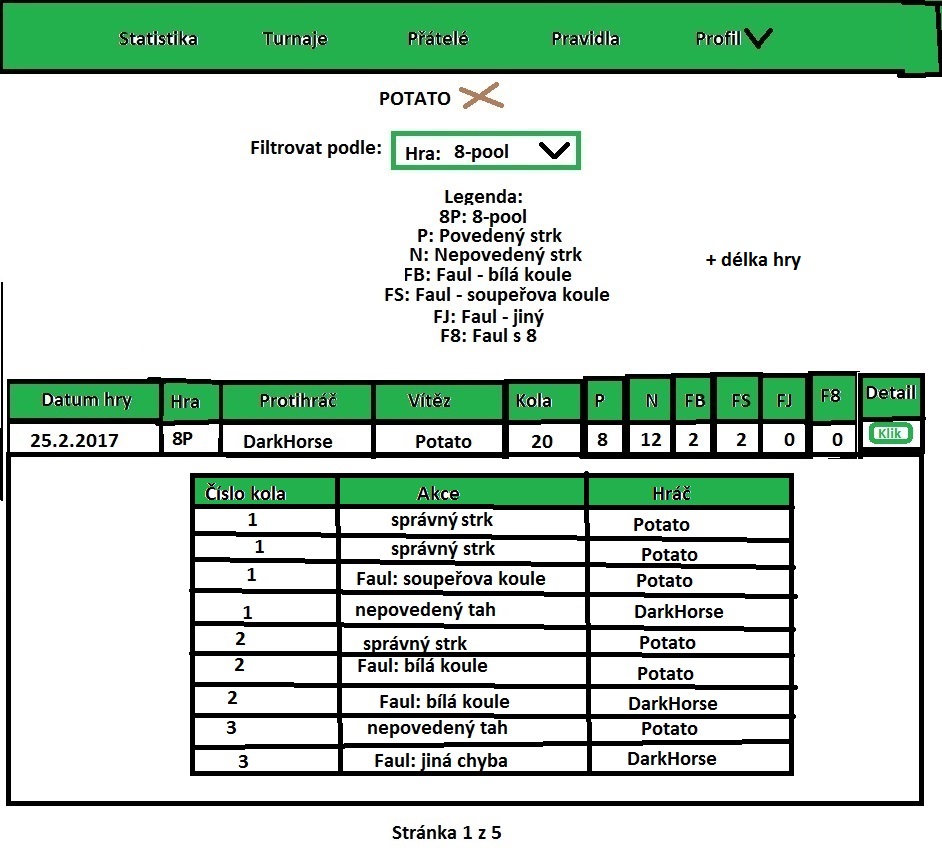 Statistika Turnaje Přátelé Pravidla Profil
POTATO
Filtrovat podle: Hra: 8-pool
Legenda:
8P: 8-pool
P: Povedený strk
N: Nepovedený strk
+ délka hry
FB: Faul - bílá koule
FS: Faul - soupeřova koule
FJ: Faul - jiný
F8: Faul s 8
Datum hry Hra Protihráč Vítěz Kola P N FB FS FJ F8 Detail
25.2.2017 8P DarkHorse Potato 20 8 12 2 2 0 0 Klik
Číslo kola Akce Hráč
1 správný strk Potato
1 správný strk Potato
1 Faul: soupeřova koule Potato
1 nepovedený tah DarkHorse
2 správný strk Potato
2 Faul: bílá koule Potato
2 Faul: bílá koule DarkHorse
3 nepovedený tah Potato
3 Faul: jiná chyba DarkHorse
Stránka 1 z 5